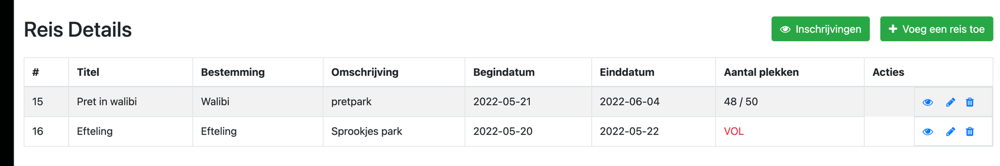 Reis Details
Inschrijvingen
Voeg een reis toe
# Titel Bestemming Omschrijving Begindatum Einddatum Aantal plekken Acties
15 Pret in walibi Walibi pretpark 2022-05-21 2022-06-04 48 / 50
16 Efteling Efteling Sprookjes park 2022-05-20 2022-05-22 VOL